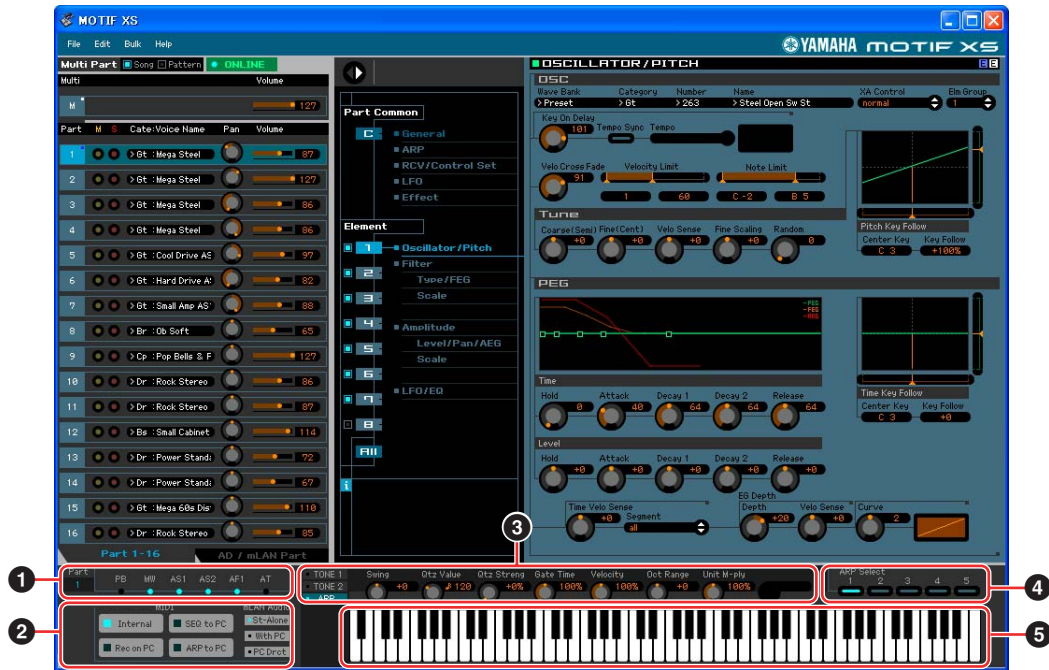 MOTIF XS
File Edit Bulk Help
YAMAHA MOTIF XS
Multi Part Song Pattern ONLINE
Multi Volume
M 127
Part M S Cate:Voice Name Pan Volume
1 Gt :Mega Steel 87
2 Gt :Mega Steel 127
3 Gt :Mega Steel 86
4 Gt :Mega Steel 86
5 Gt :Cool Drive AS 97
6 Gt :Hard Drive A 82
7 Gt :Small Amp AS 88
8 Br :Ob Soft 65
9 Cp :Pop Bells & F 127
10 Dr :Rock Stereo 86
11 Dr :Rock Stereo 87
12 Bs :Small Cabinet 114
13 Dr :Power Standa 72
14 Dr :Power Standa 67
15 Gt :Mega 60s Dis 110
16 Dr :Rock Stereo 85
Part 1-16 AD / mLAN Part
Part Common
C General
ARP
RCV/Control Set
LFO
Effect
Element
1 Oscillator/Pitch
2 Filter
Type/FEG
3 Scale
4 Amplitude
5 Level/Pan/AEG
Scale
6
7 LFO/EQ
8
All
i
OSCILLATOR/PITCH E E
OSC
Wave Bank Category Number Name XA Control Elm Group
Preset Gt 263 Steel Open Sw St normal 1
Key On Delay
101 Tempo Sync Tempo
Velo Cross Fade Velocity Limit Note Limit
91
1 60 C -2 B 5
Tune
Coarse(Semi) Fine(Cent) Velo Sense Fine Scaling Random
+0 +0 +0 +0 0
Pitch Key Follow
Center Key Key Follow
C 3 +100%
PEG
PEG
FEG
AEG
Time
Hold Attack Decay 1 Decay 2 Release
0 40 64 64 64
Time Key Follow
Center Key Key Follow
C 3 +0
Level
Hold Attack Decay 1 Decay 2 Release
+0 +0 +0 +0 +0
EG Depth
Time Velo Sense Segment Depth Velo Sense Curve
+0 all +20 +0 2
3
1
Part PB MW AS1 AS2 AF1 AT
1
TONE 1
TONE 2
ARP
Swing Qtz Value Qtz Streng Gate Time Velocity Oct Range Unit M-ply
+0 120 +0% 100% 100% +0 100%
ARP Select
1 2 3 4 5
4
2
MIDI mLAN Audio
Internal SEQ to PC St-Alone
With PC
Rec on PC ARP to PC PC Drct
5